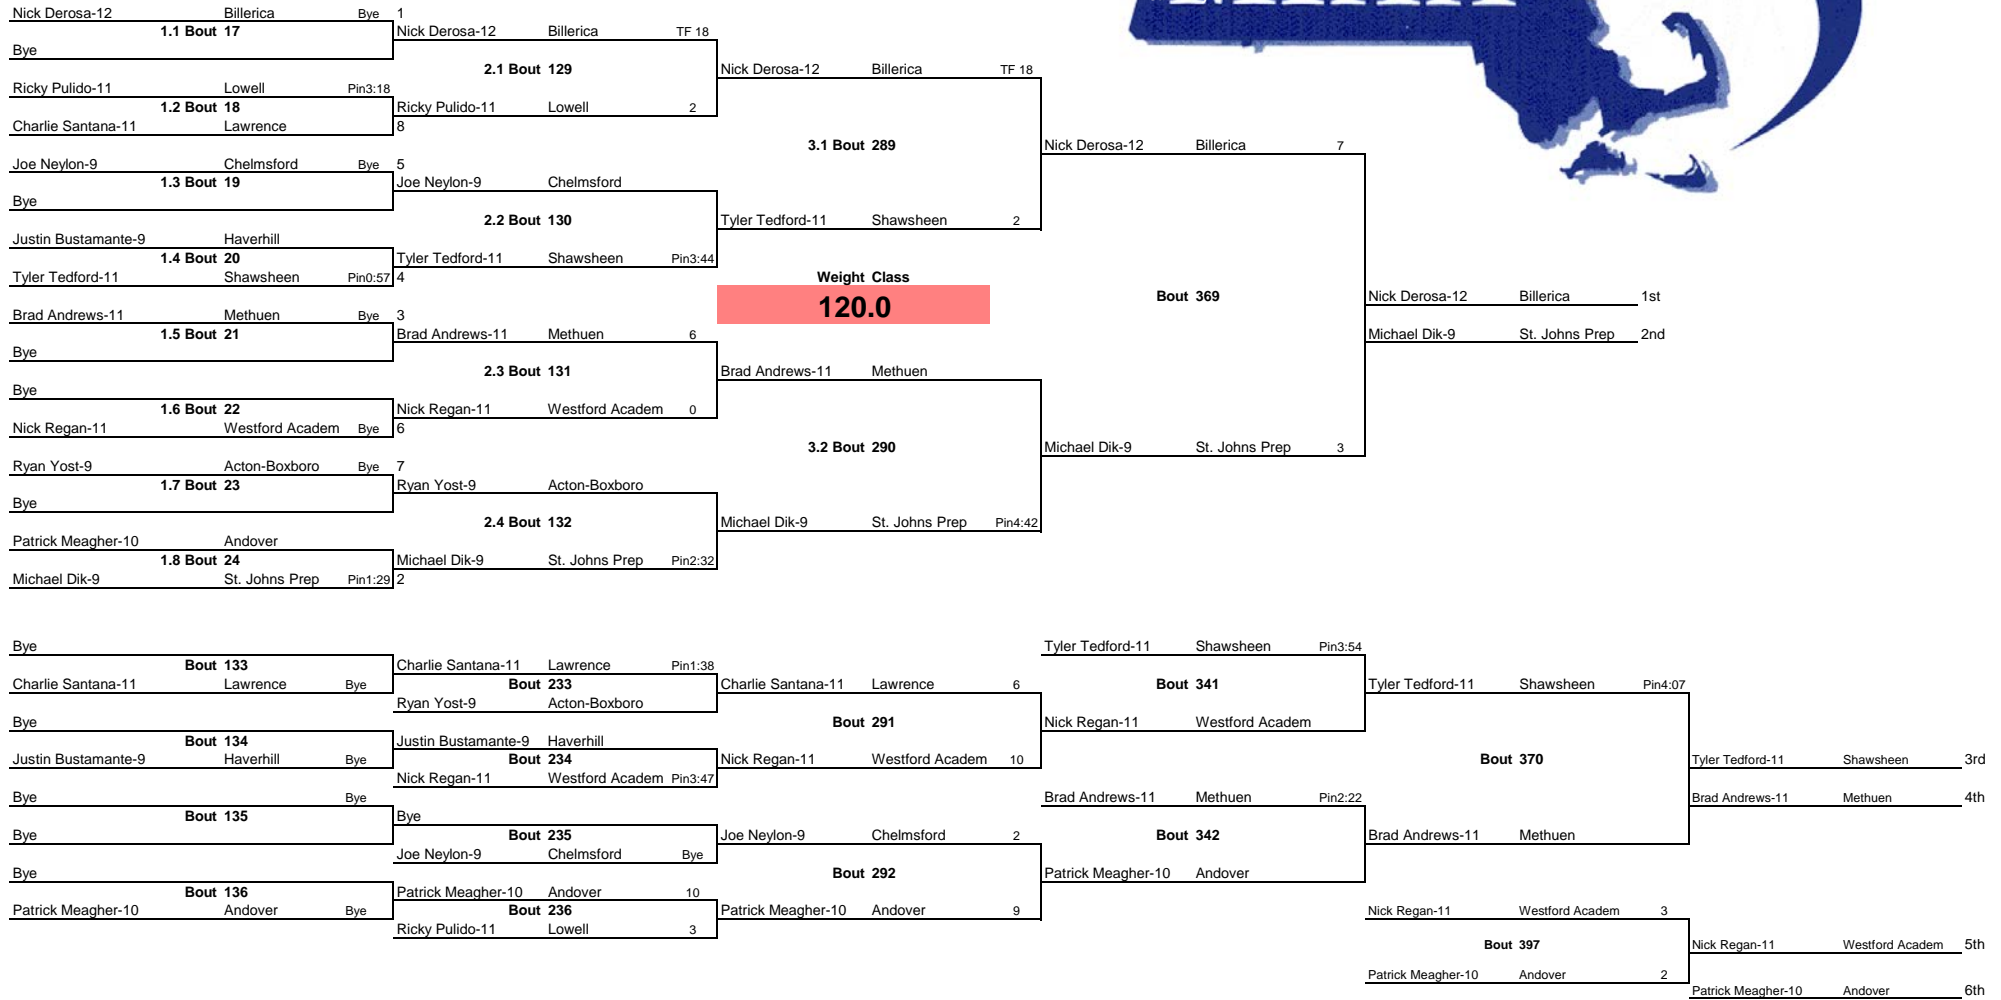 Nick Derosa-12 Billerica Bye 1
1.1 Bout 17 Nick Derosa-12 Billerica TF 18
Bye
2.1 Bout 129 Nick Derosa-12 Billerica TF 18
Ricky Pulido-11 Lowell Pin3:18
1.2 Bout 18 Ricky Pulido-11 Lowell 2
Charlie Santana-11 Lawrence 8
3.1 Bout 289 Nick Derosa-12 Billerica 7
Joe Neylon-9 Chelmsford Bye 5
1.3 Bout 19 Joe Neylon-9 Chelmsford
Bye
2.2 Bout 130 Tyler Tedford-11 Shawsheen 2
Justin Bustamante-9 Haverhill
1.4 Bout 20 Tyler Tedford-11 Shawsheen Pin3:44
Tyler Tedford-11 Shawsheen Pin0:57 4 Weight Class
Bout 369 Nick Derosa-12 Billerica 1st
120.0
Brad Andrews-11 Methuen Bye 3
1.5 Bout 21 Brad Andrews-11 Methuen 6 Michael Dik-9 St. Johns Prep 2nd
Bye
2.3 Bout 131 Brad Andrews-11 Methuen
Bye
1.6 Bout 22 Nick Regan-11 Westford Academ 0
Nick Regan-11 Westford Academ Bye 6
3.2 Bout 290 Michael Dik-9 St. Johns Prep 3
Ryan Yost-9 Acton-Boxboro Bye 7
1.7 Bout 23 Ryan Yost-9 Acton-Boxboro
Bye
2.4 Bout 132 Michael Dik-9 St. Johns Prep Pin4:42
Patrick Meagher-10 Andover
1.8 Bout 24 Michael Dik-9 St. Johns Prep Pin2:32
Michael Dik-9 St. Johns Prep Pin1:29 2
Bye Tyler Tedford-11 Shawsheen Pin3:54
Bout 133 Charlie Santana-11 Lawrence Pin1:38
Charlie Santana-11 Lawrence Bye Bout 233 Charlie Santana-11 Lawrence 6 Bout 341 Tyler Tedford-11 Shawsheen Pin4:07
Ryan Yost-9 Acton-Boxboro
Bye Bout 291 Nick Regan-11 Westford Academ
Bout 134 Justin Bustamante-9 Haverhill
Justin Bustamante-9 Haverhill Bye Bout 234 Nick Regan-11 Westford Academ 10 Bout 370 Tyler Tedford-11 Shawsheen 3rd
Nick Regan-11 Westford Academ Pin3:47
Bye Bye Brad Andrews-11 Methuen Pin2:22 Brad Andrews-11 Methuen 4th
Bout 135 Bye
Bye Bout 235 Joe Neylon-9 Chelmsford 2 Bout 342 Brad Andrews-11 Methuen
Joe Neylon-9 Chelmsford Bye
Bye Bout 292 Patrick Meagher-10 Andover
Bout 136 Patrick Meagher-10 Andover 10
Patrick Meagher-10 Andover Bye Bout 236 Patrick Meagher-10 Andover 9 Nick Regan-11 Westford Academ 3
Ricky Pulido-11 Lowell 3
Bout 397 Nick Regan-11 Westford Academ 5th
Patrick Meagher-10 Andover 2
Patrick Meagher-10 Andover 6th